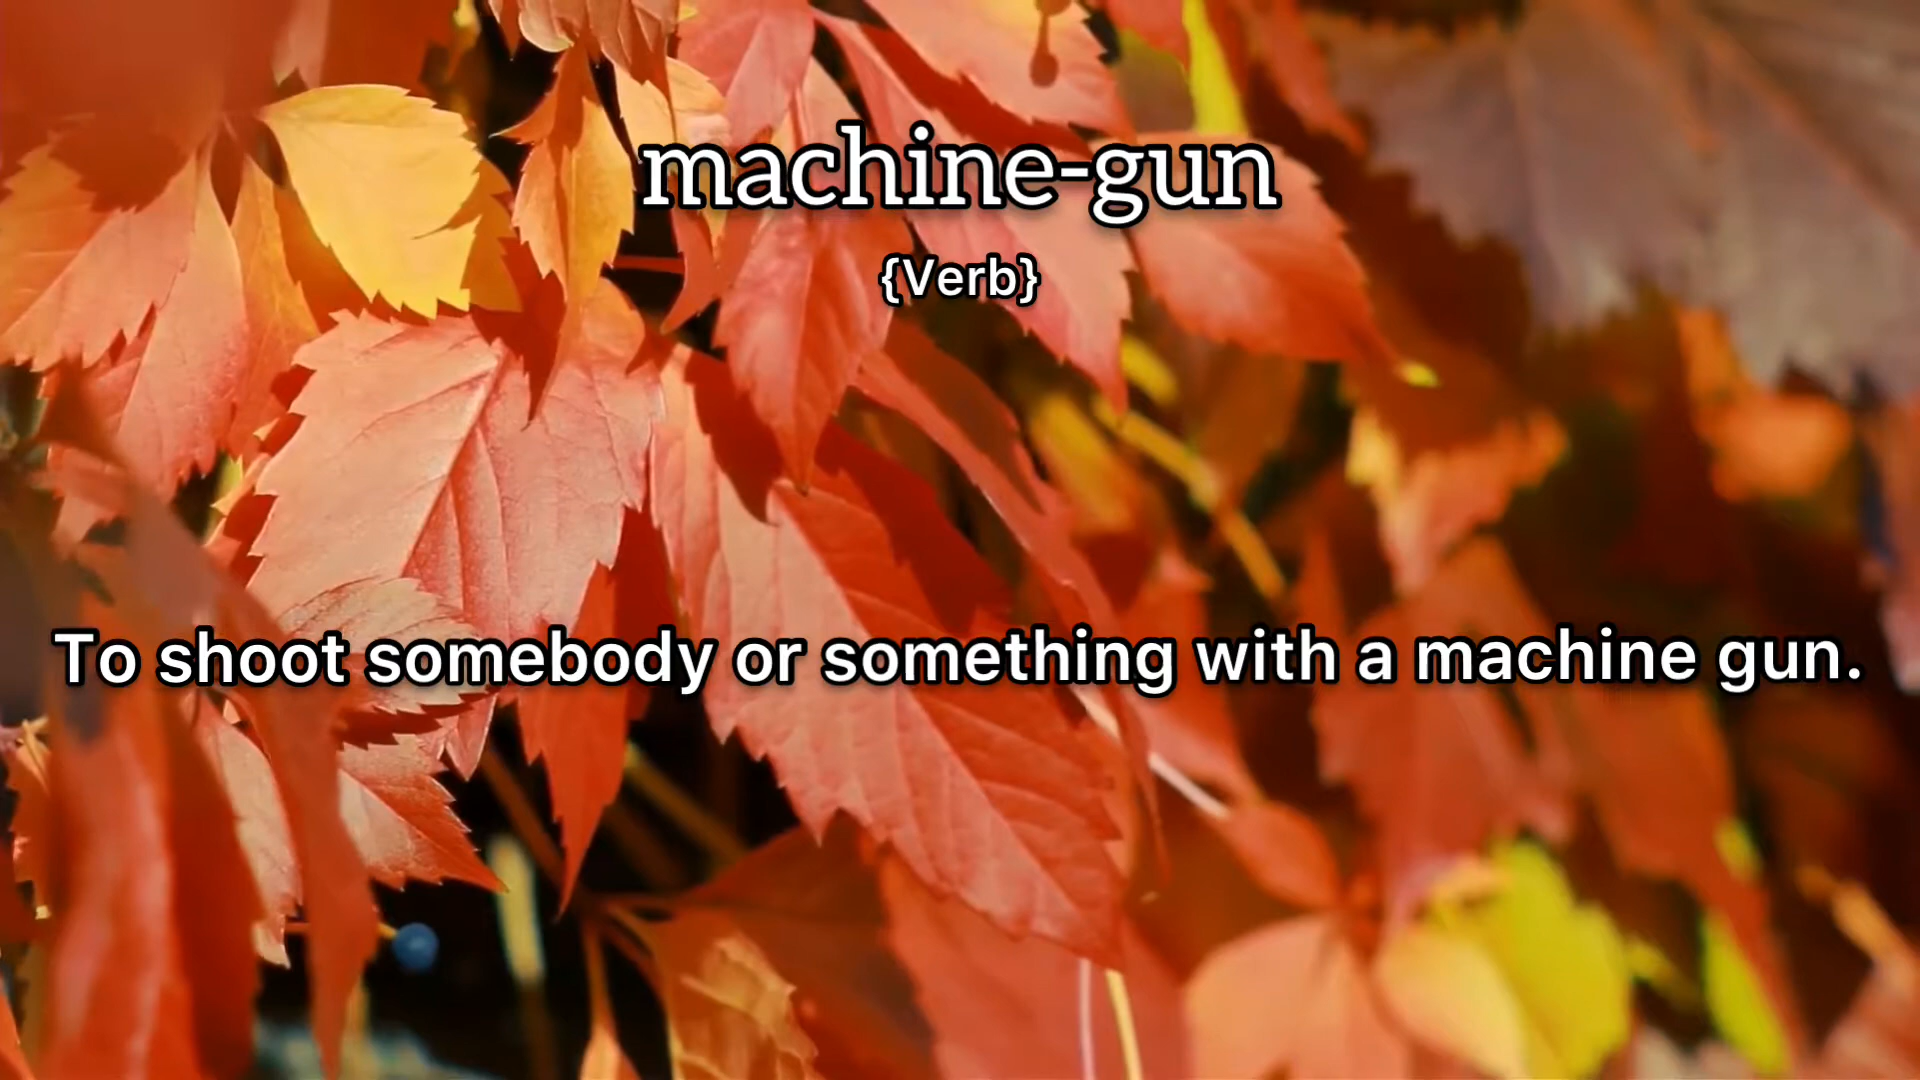 machine-gun
{Verb}
To shoot somebody or something with a machine gun.